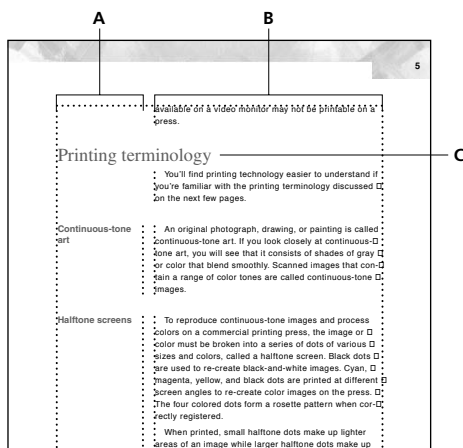 A B
5
available on a video monitor may not be printable on a
press.
Printing terminology
C
You'll find printing technology easier to understand if
you're familiar with the printing terminology discussed
on the next few pages.
Continuous-tone
art
An original photograph, drawing, or painting is called
continuous-tone art. If you look closely at continuous-
tone art, you will see that it consists of shades of gray
or color that blend smoothly. Scanned images that con-
tain a range of color tones are called continuous-tone
images.
Halftone screens
To reproduce continuous-tone images and process
colors on a commercial printing press, the image or
color must be broken into a series of dots of various
sizes and colors, called a halftone screen. Black dots
are used to re-create black-and-white images. Cyan,
magenta, yellow, and black dots are printed at different
screen angles to re-create color images on the press.
The four colored dots form a rosette pattern when cor-
rectly registered.
When printed, small halftone dots make up lighter
areas of an image while larger halftone dots make up